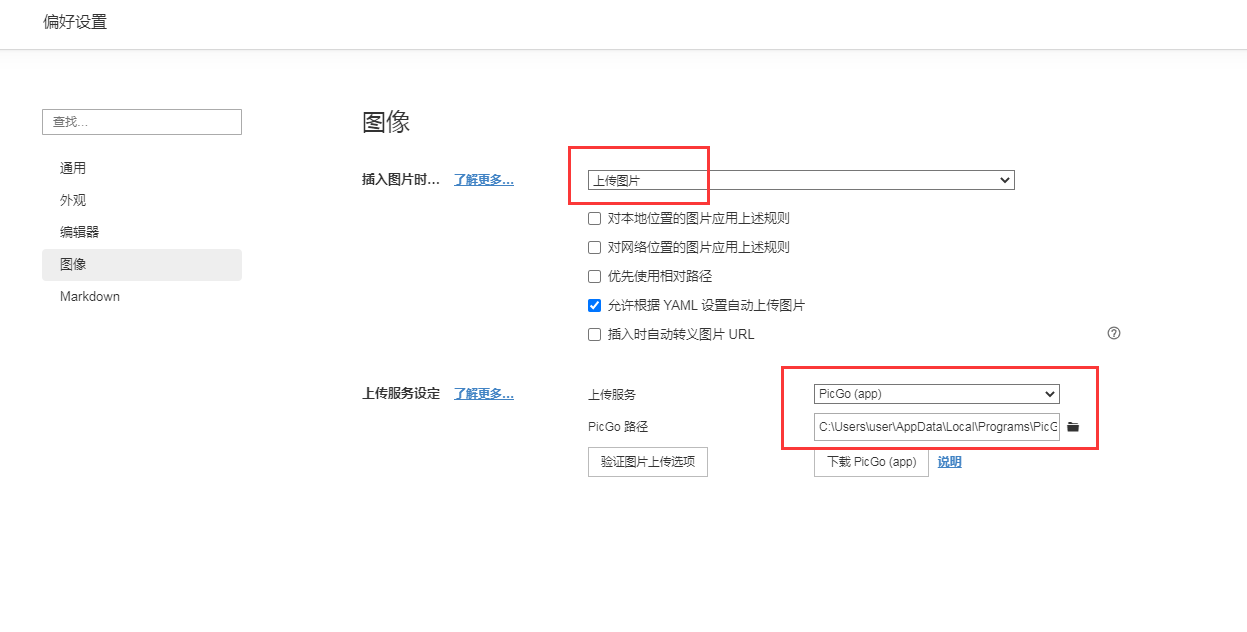 偏好设置
查找...
通用
外观
编辑器
图像
Markdown
图像
插入图片时... 了解更多... 上传图片
对本地位置的图片应用上述规则
对网络位置的图片应用上述规则
优先使用相对路径
允许根据 YAML 设置自动上传图片
插入时自动转义图片 URL
上传服务设定 了解更多... 上传服务 PicGo (app)
PicGo 路径 C:\Users\user\AppData\Local\Programs\PicG
验证图片上传选项 下载 PicGo (app) 说明